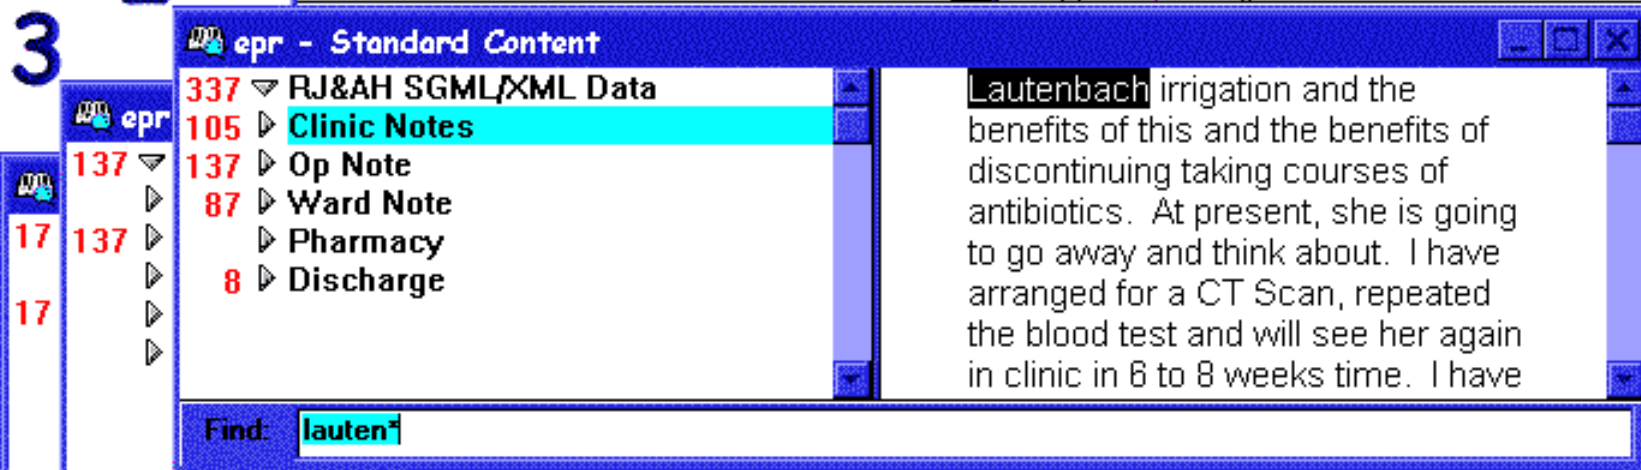 3
epr - Standard Content
337 RJ&AH SGML/XML Data
105 Clinic Notes
137 Op Note
87 Ward Note
Pharmacy
8 Discharge
Lautenbach irrigation and the
benefits of this and the benefits of
discontinuing taking courses of
antibiotics. At present, she is going
to go away and think about. I have
arranged for a CT Scan, repeated
the blood test and will see her again
in clinic in 6 to 8 weeks time. I have
Find: lauten*
epr
137
137
17
17